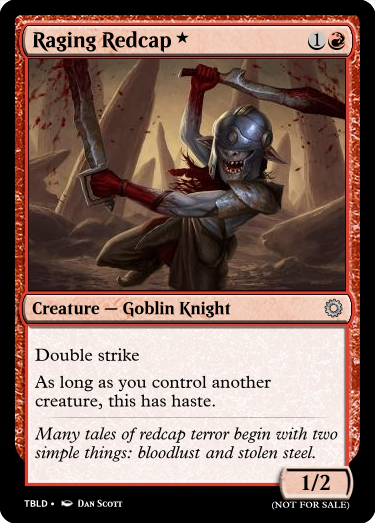 Raging Redcap ★ 1
Creature — Goblin Knight
Double strike
As long as you control another
creature, this has haste.
Many tales of redcap terror begin with two
simple things: bloodlust and stolen steel.
1/2
TBLD • Dan Scott
(NOT FOR SALE)